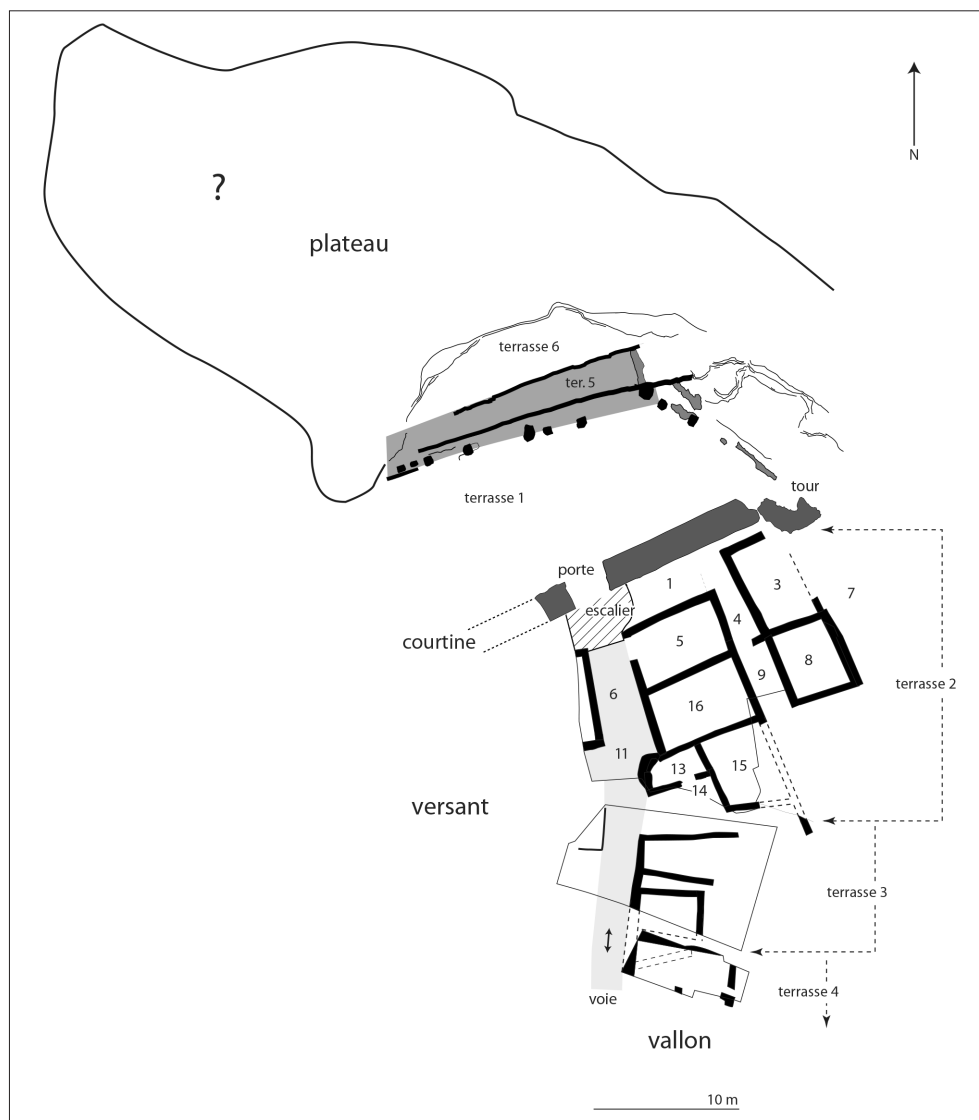 N
?
plateau
terrasse 6
ter. 5
terrasse 1
tour
porte
1
3
7
escalier
4
courtine
5
8
9
terrasse 2
6
16
11
13
15
14
versant
terrasse 3
voie
terrasse 4
vallon
10 m